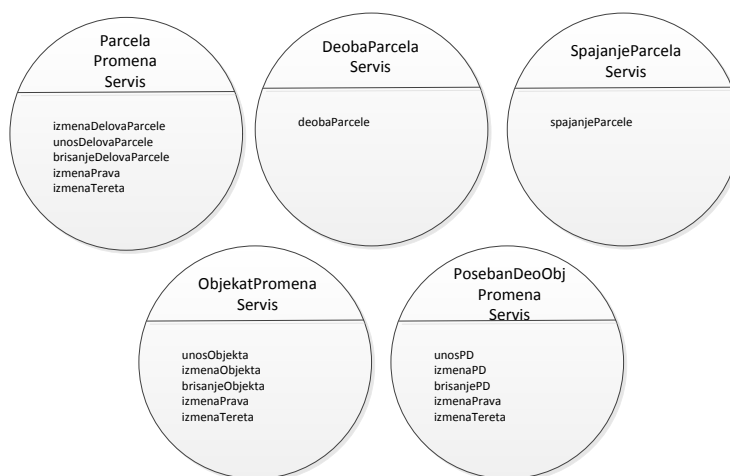 Parcela
Promena
Servis
izmenaDelovaParcele
unosDelovaParcele
brisanjeDelovaParcele
izmenaPrava
izmenaTereta
DeobaParcela
Servis
deobaParcele
SpajanjeParcela
Servis
spajanjeParcele
ObjekatPromena
Servis
unosObjekta
izmenaObjekta
brisanjeObjekta
izmenaPrava
izmenaTereta
PosebanDeoObj
Promena
Servis
unosPD
izmenaPD
brisanjePD
izmenaPrava
izmenaTereta